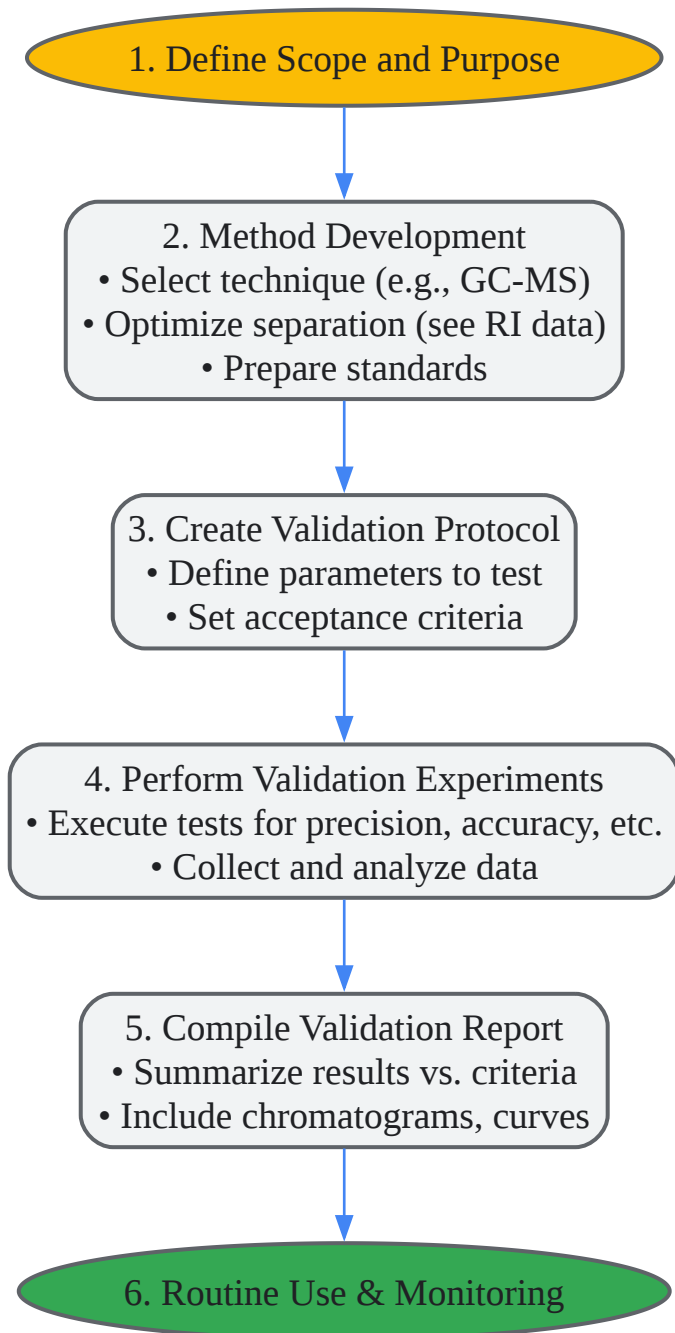 1. Define Scope and Purpose
2. Method Development
• Select technique (e.g., GC-MS)
• Optimize separation (see RI data)
• Prepare standards
3. Create Validation Protocol
• Define parameters to test
• Set acceptance criteria
4. Perform Validation Experiments
• Execute tests for precision, accuracy, etc.
• Collect and analyze data
5. Compile Validation Report
• Summarize results vs. criteria
• Include chromatograms, curves
6. Routine Use & Monitoring